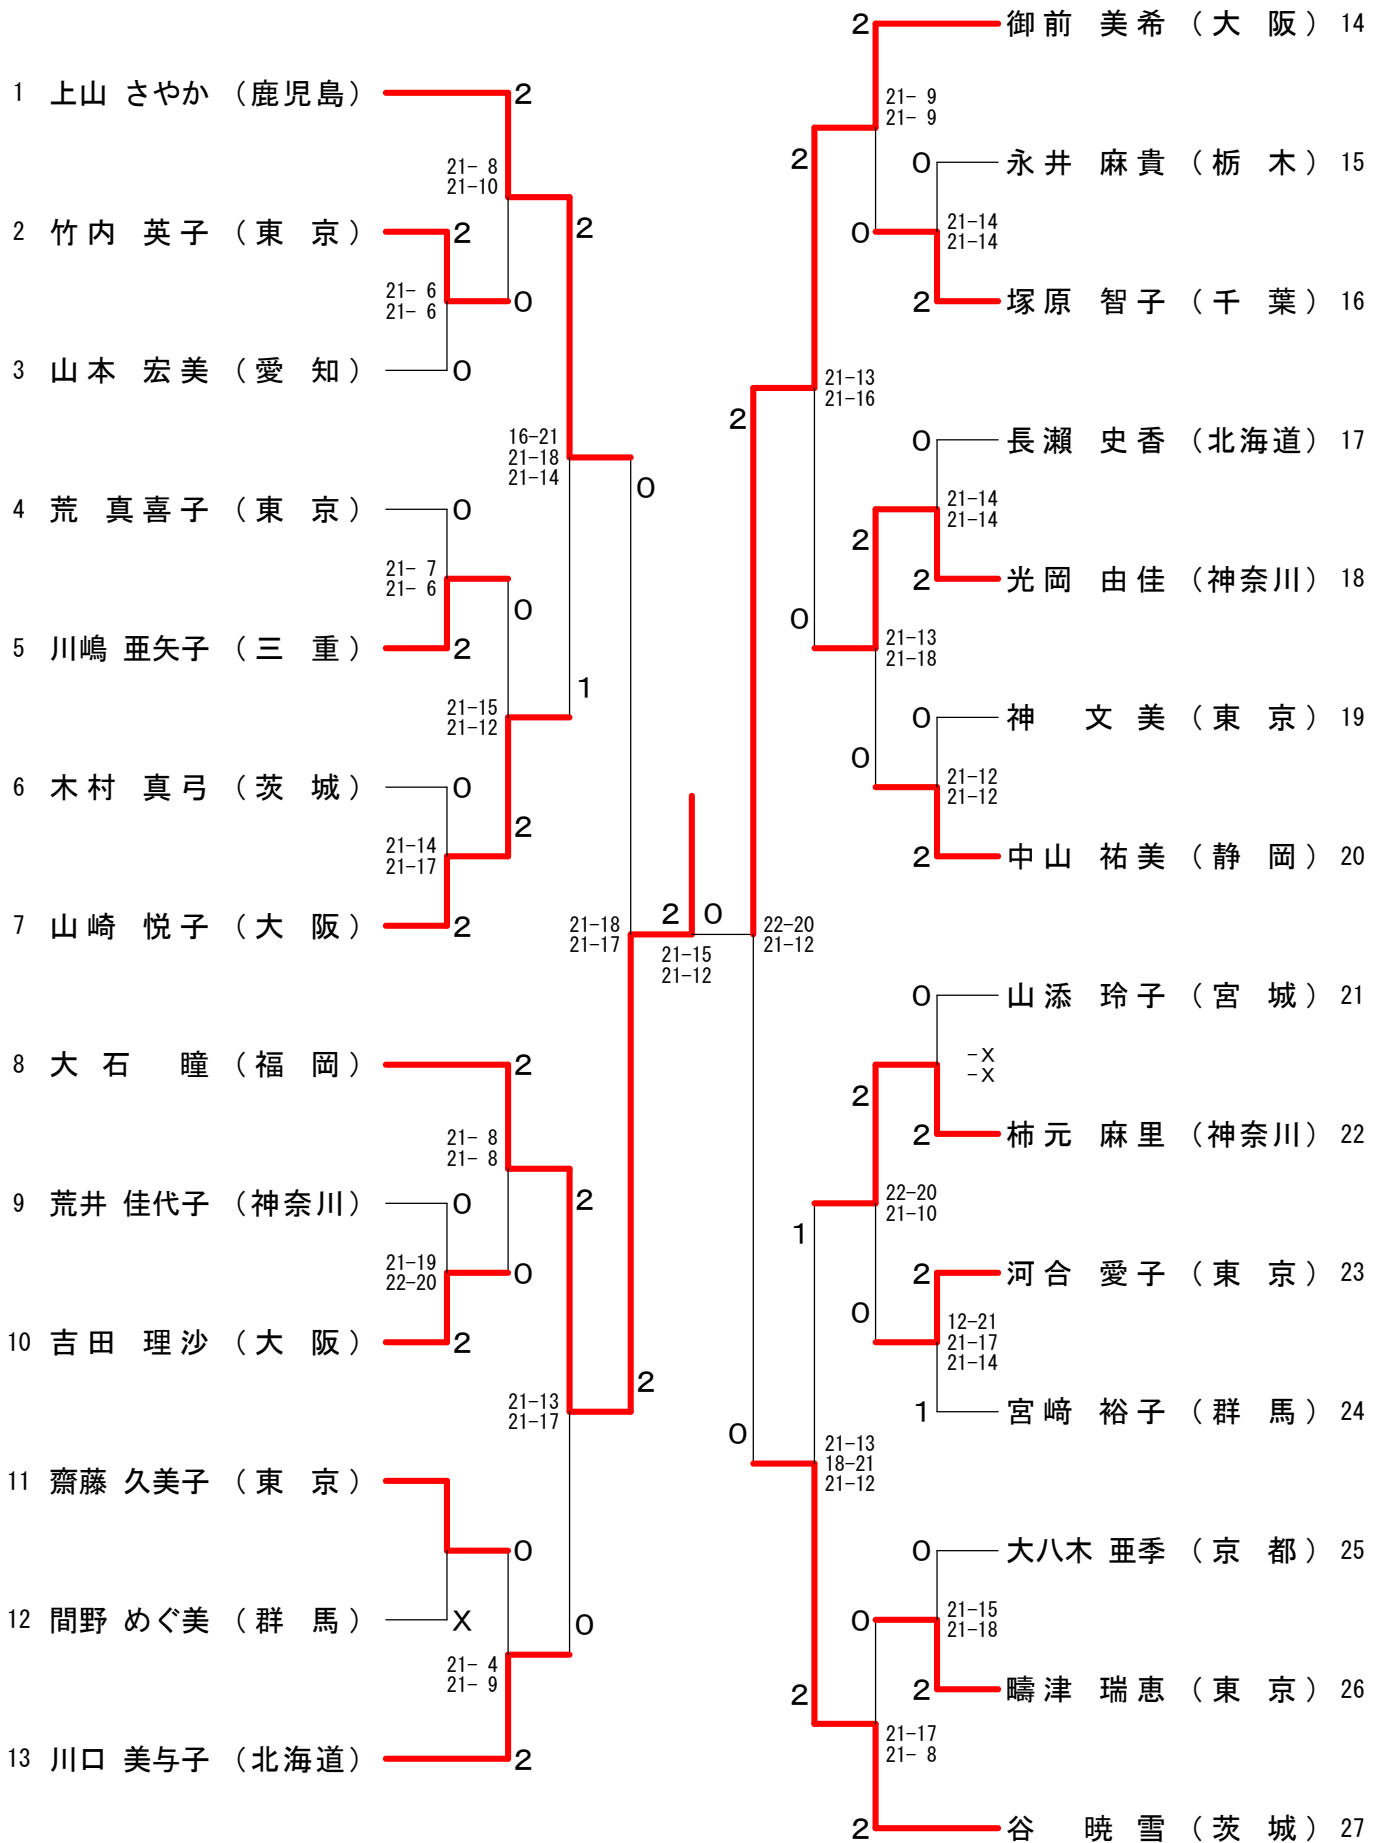 1 上山 さやか （鹿児島） 2
21- 8
21-10
2 竹内 英子 （東 京） 2
2
21- 6
21- 6
0
3 山本 宏美 （愛 知） 0
16-21
21-18
21-14
0
4 荒 真喜子 （東 京） 0
21- 7
21- 6
0
5 川嶋 亜矢子 （三 重） 2
1
21-15
21-12
6 木村 真弓 （茨 城） 0
2
21-14
21-17
7 山崎 悦子 （大 阪） 2
21-18
21-17
8 大石 瞳 （福 岡） 2
21- 8
21- 8
9 荒井 佳代子 （神奈川） 0
2
21-19
22-20
0
10 吉田 理沙 （大 阪） 2
2
21-13
21-17
11 齋藤 久美子 （東 京）
0
12 間野 めぐ美 （群 馬） X
0
21- 4
21- 9
13 川口 美与子 （北海道） 2
2 0
21-15
21-12
2 御前 美希 （大 阪） 14
21- 9
21- 9
2
0 永井 麻貴 （栃 木） 15
0
21-14
21-14
2 塚原 智子 （千 葉） 16
21-13
21-16
2
0 長瀬 史香 （北海道） 17
21-14
21-14
2
2 光岡 由佳 （神奈川） 18
0
21-13
21-18
0 神 文美 （東 京） 19
0
21-12
21-12
2 中山 祐美 （静 岡） 20
22-20
21-12
0 山添 玲子 （宮 城） 21
-X
-X
2
2 柿元 麻里 （神奈川） 22
22-20
21-10
1
2 河合 愛子 （東 京） 23
0
12-21
21-17
21-14
1 宮﨑 裕子 （群 馬） 24
0
21-13
18-21
21-12
0 大八木 亜季 （京 都） 25
0
21-15
21-18
2
2 疇津 瑞恵 （東 京） 26
21-17
21- 8
2 谷 暁雪 （茨 城） 27